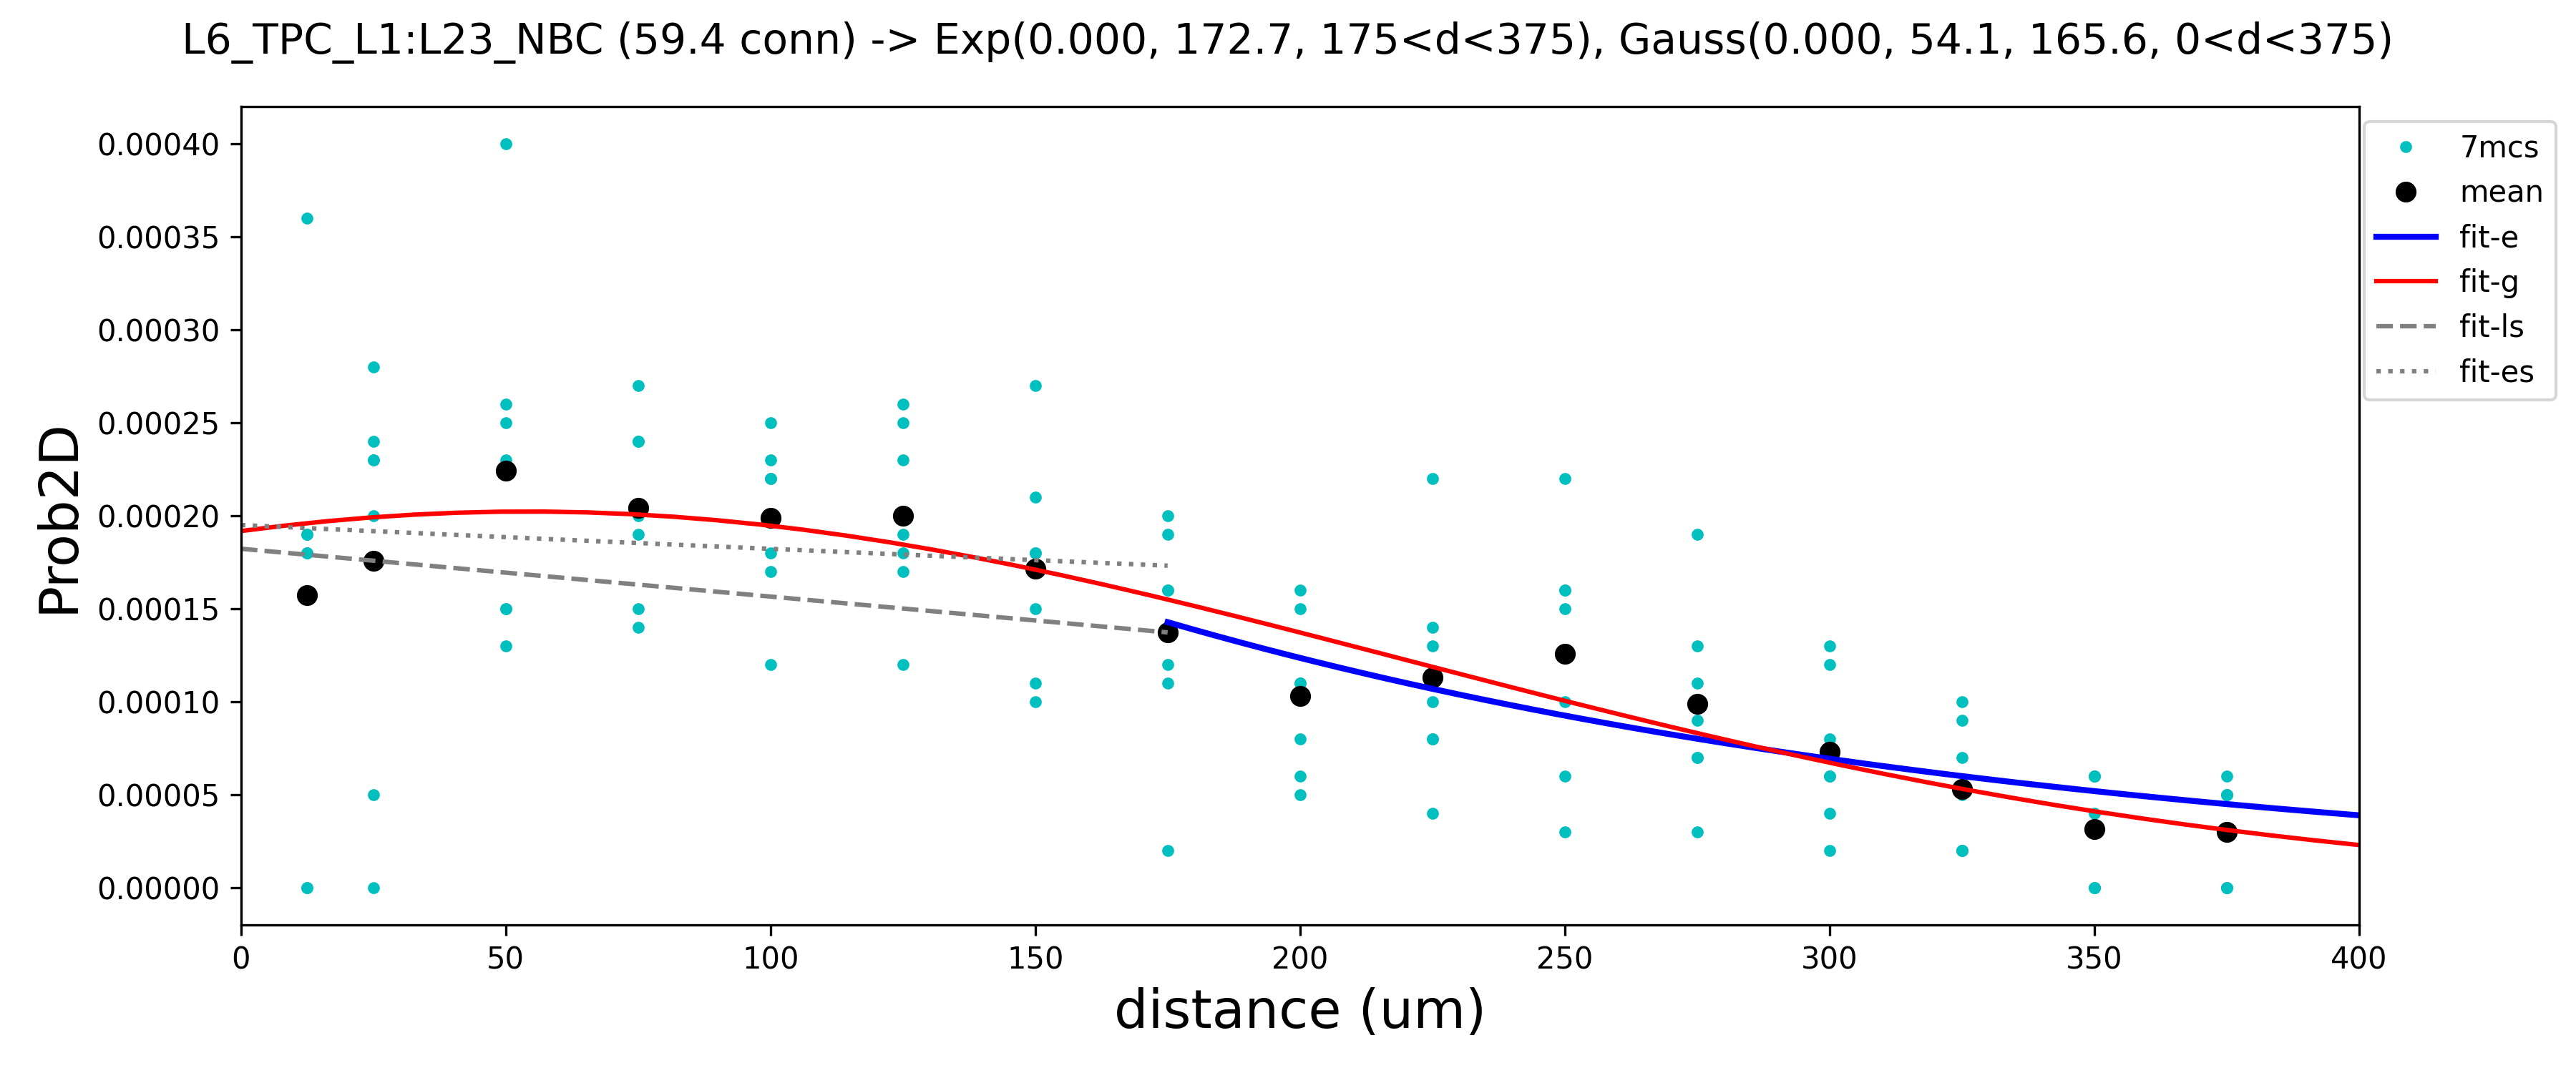 L6_TPC_L1:L23_NBC (59.4 conn) -> Exp(0.000, 172.7, 175<d<375), Gauss(0.000, 54.1, 165.6, 0<d<375)
0.00040
0.00035
0.00030
0.00025
0.00020
0.00015
0.00010
0.00005
0.00000
Prob2D
0 50 100 150 200 250 300 350 400
distance (um)
7mcs
mean
fit-e
fit-g
fit-ls
fit-es